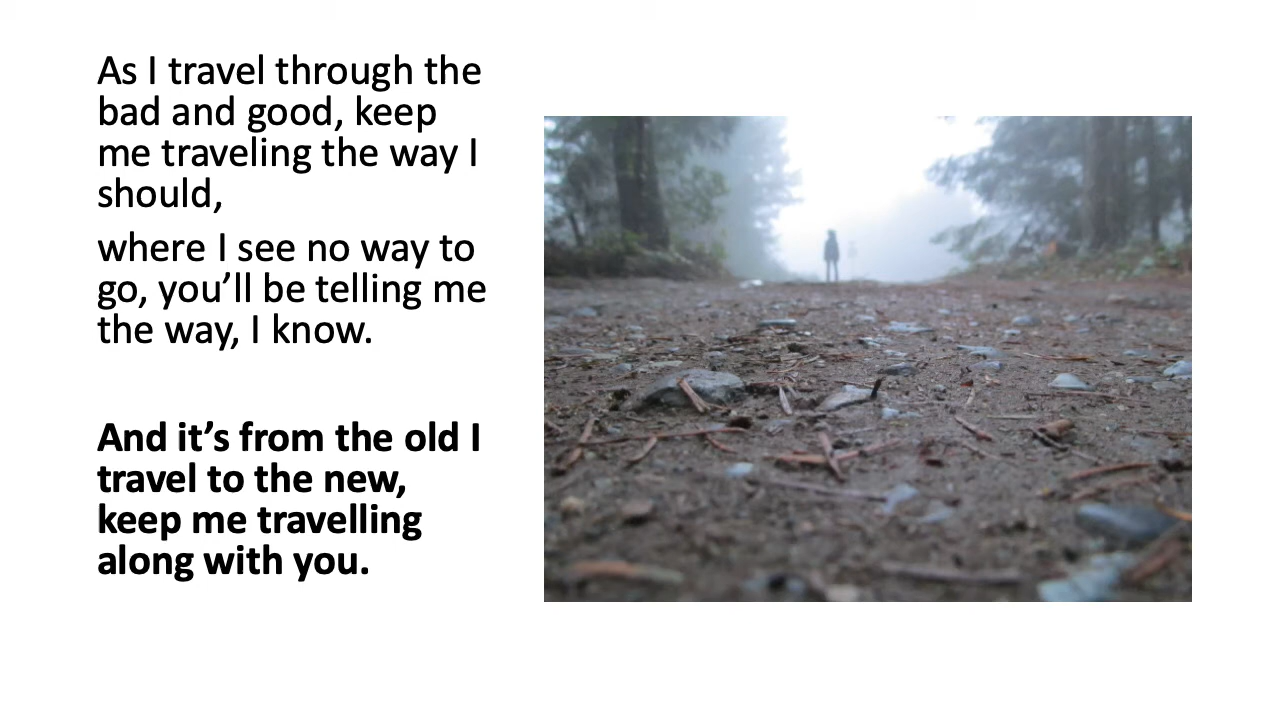 As I travel through the
bad and good, keep
me traveling the way I
should,
where I see no way to
go, you’ll be telling me
the way, I know.
And it’s from the old I
travel to the new,
keep me travelling
along with you.